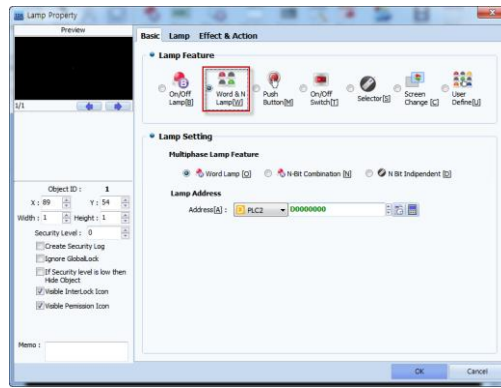 Lamp Property
Preview
1/1
Object ID : 1
X : 89 Y : 54
Width : 1 Height : 1
Security Level : 0
Create Security Log
Ignore GlobalLock
If Security level is low then
Hide Object
Visible InterLock Icon
Visible Permission Icon
Memo :
Basic Lamp Effect & Action
Lamp Feature
On/Off
Lamp[B]
Word & N
Lamp[W]
Push
Button[M]
On/Off
Switch[T]
Selector[S]
Screen
Change [C]
User
Define[U]
Lamp Setting
Multiphase Lamp Feature
Word Lamp [O] N-Bit Combination [N] N Bit Independent [D]
Lamp Address
Address[A] : PLC2 D0000000
OK Cancel